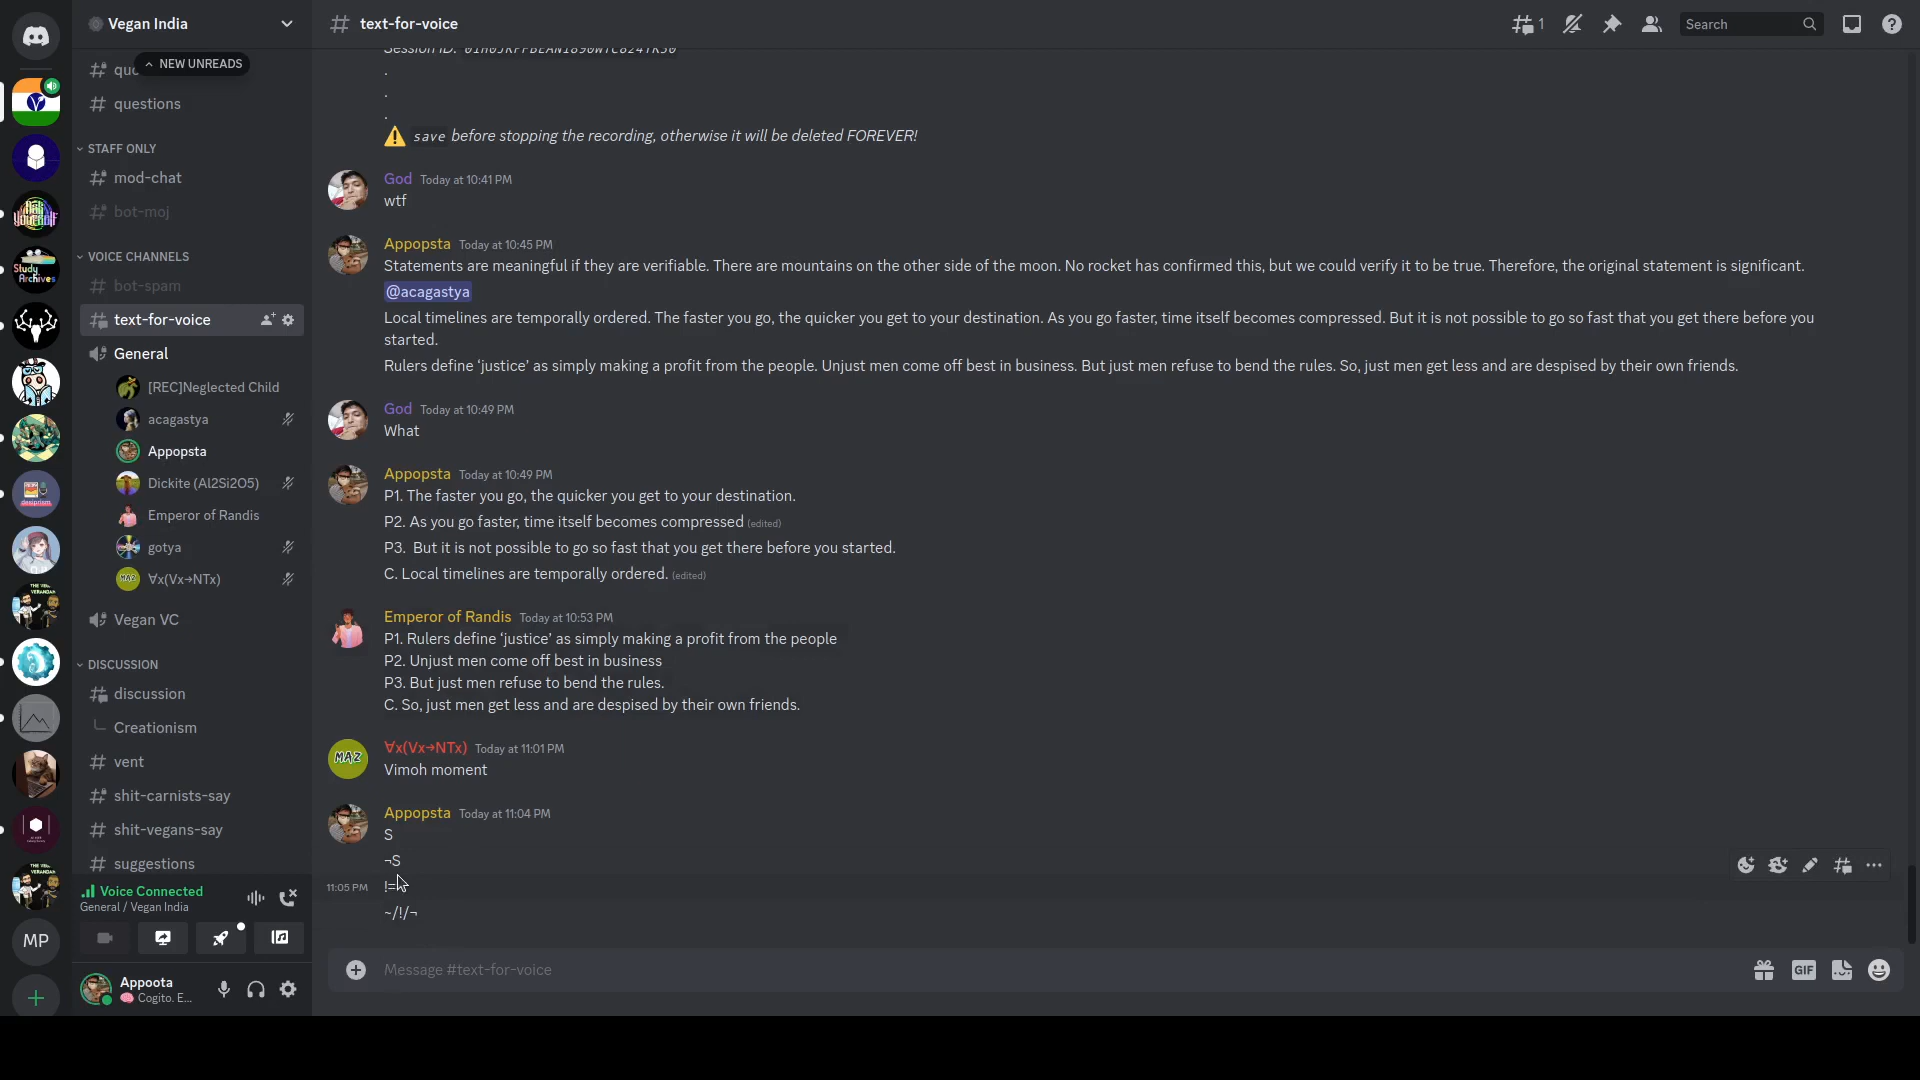 Vegan India
text-for-voice
1
Search
NEW UNREADS
questions
STAFF ONLY
mod-chat
bot-moj
VOICE CHANNELS
bot-spam
text-for-voice
General
[REC]Neglected Child
acagastya
Appopsta
Dickite (Al2Si2O5)
Emperor of Randis
gotya
∀x(Vx→NTx)
Vegan VC
DISCUSSION
discussion
Creationism
vent
shit-carnists-say
shit-vegans-say
suggestions
Voice Connected
General / Vegan India
MP
Appoota
Cogito. E...
.
.
.
save before stopping the recording, otherwise it will be deleted FOREVER!
God Today at 10:41 PM
wtf
Appopsta Today at 10:45 PM
Statements are meaningful if they are verifiable. There are mountains on the other side of the moon. No rocket has confirmed this, but we could verify it to be true. Therefore, the original statement is significant.
@acagastya
Local timelines are temporally ordered. The faster you go, the quicker you get to your destination. As you go faster, time itself becomes compressed. But it is not possible to go so fast that you get there before you
started.
Rulers define ‘justice’ as simply making a profit from the people. Unjust men come off best in business. But just men refuse to bend the rules. So, just men get less and are despised by their own friends.
God Today at 10:49 PM
What
Appopsta Today at 10:49 PM
P1. The faster you go, the quicker you get to your destination.
P2. As you go faster, time itself becomes compressed (edited)
P3. But it is not possible to go so fast that you get there before you started.
C. Local timelines are temporally ordered. (edited)
Emperor of Randis Today at 10:53 PM
P1. Rulers define ‘justice’ as simply making a profit from the people
P2. Unjust men come off best in business
P3. But just men refuse to bend the rules.
C. So, just men get less and are despised by their own friends.
∀x(Vx→NTx) Today at 11:01 PM
MAZ
Vimoh moment
Appopsta Today at 11:04 PM
S
¬S
11:05 PM !=
~/!/¬
Message #text-for-voice
GIF